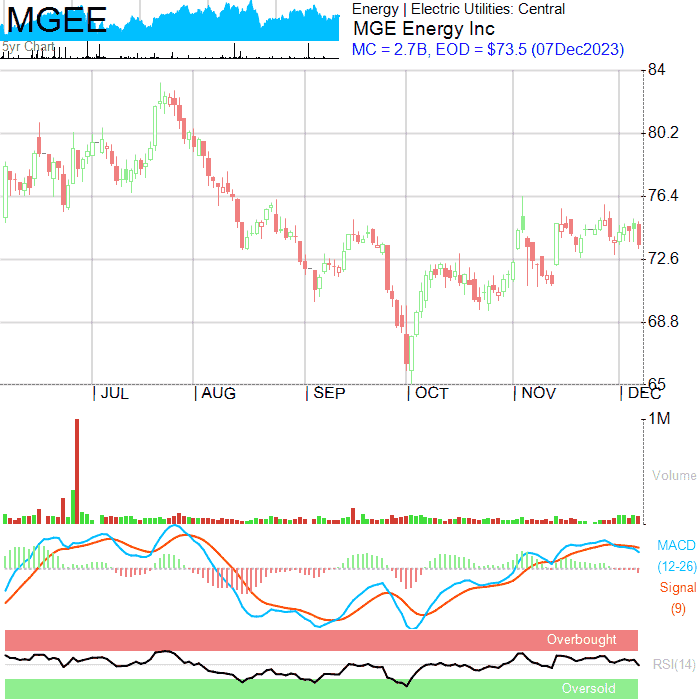 MGEE
5yr Chart
Energy | Electric Utilities: Central
MGE Energy Inc
MC = 2.7B, EOD = $73.5 (07Dec2023)
84
80.2
76.4
72.6
68.8
65
JUL AUG SEP OCT NOV DEC
1M
Volume
MACD
(12-26)
Signal
(9)
Overbought
RSI(14)
Oversold